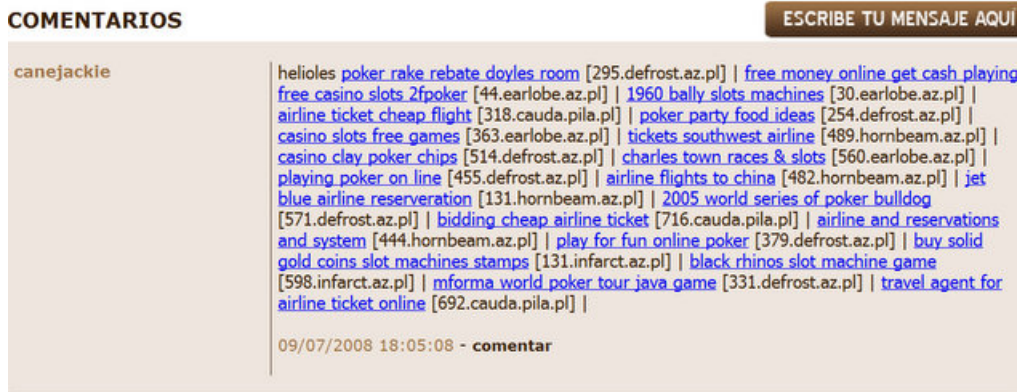 COMENTARIOS
ESCRIBE TU MENSAJE AQUÍ
canejackie
helioles poker rake rebate doyles room [295.defrost.az.pl] | free money online get cash playing
free casino slots 2fpoker [44.earlobe.az.pl] | 1960 bally slots machines [30.earlobe.az.pl] |
airline ticket cheap flight [318.cauda.pila.pl] | poker party food ideas [254.defrost.az.pl] |
casino slots free games [363.earlobe.az.pl] | tickets southwest airline [489.hornbeam.az.pl] |
casino clay poker chips [514.defrost.az.pl] | charles town races & slots [560.earlobe.az.pl] |
playing poker on line [455.defrost.az.pl] | airline flights to china [482.hornbeam.az.pl] | jet
blue airline reserveration [131.hornbeam.az.pl] | 2005 world series of poker bulldog
[571.defrost.az.pl] | bidding cheap airline ticket [716.cauda.pila.pl] | airline and reservations
and system [444.hornbeam.az.pl] | play for fun online poker [379.defrost.az.pl] | buy solid
gold coins slot machines stamps [131.infarct.az.pl] | black rhinos slot machine game
[598.infarct.az.pl] | mforma world poker tour java game [331.defrost.az.pl] | travel agent for
airline ticket online [692.cauda.pila.pl] |
09/07/2008 18:05:08 - comentar